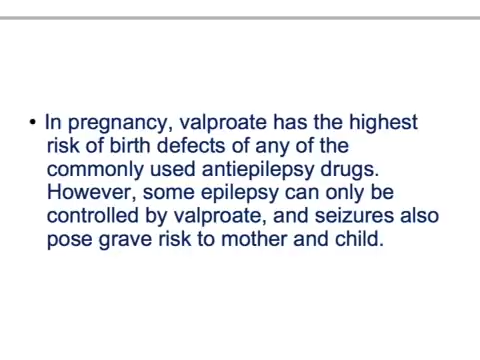 • In pregnancy, valproate has the highest
risk of birth defects of any of the
commonly used antiepilepsy drugs.
However, some epilepsy can only be
controlled by valproate, and seizures also
pose grave risk to mother and child.